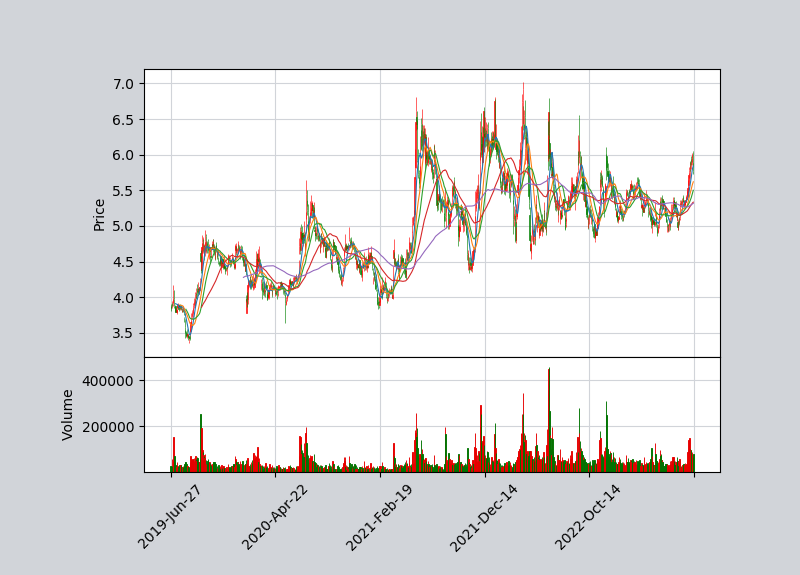 Price
7.0
6.5
6.0
5.5
5.0
4.5
4.0
3.5
Volume
400000
200000
2019-Jun-27
2020-Apr-22
2021-Feb-19
2021-Dec-14
2022-Oct-14